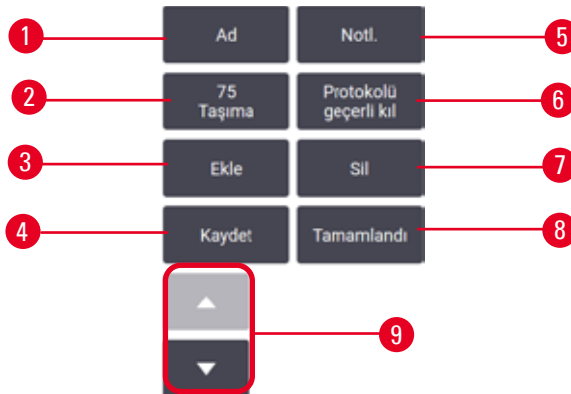 1
Ad
Notl.
5
2
75
Taşıma
Protokolü
geçerli kıl
6
3
Ekle
Sil
7
4
Kaydet
Tamamlandı
8
9